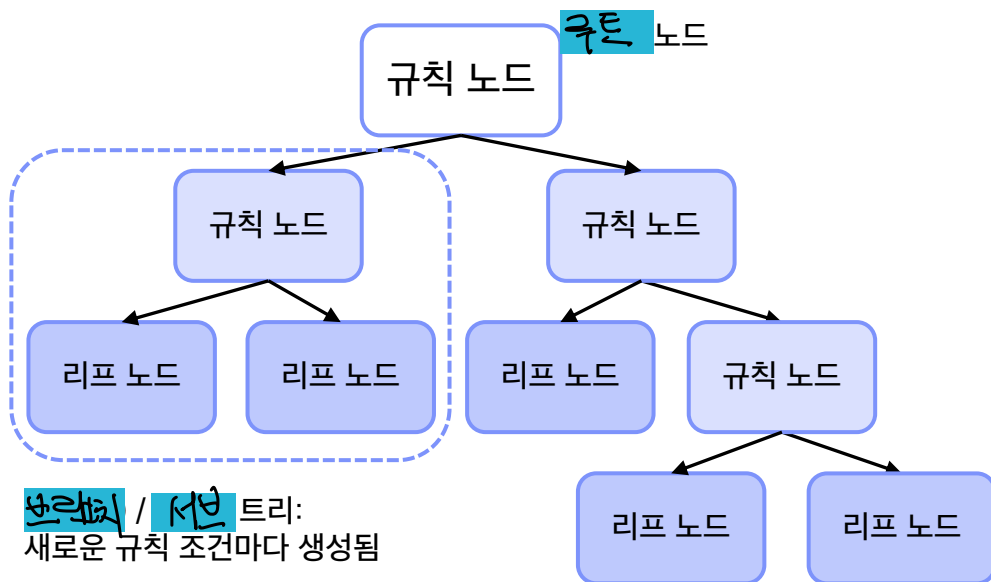 루트 노드
규칙 노드
규칙 노드
규칙 노드
리프 노드
리프 노드
리프 노드
규칙 노드
브랜치 / 서브 트리:
새로운 규칙 조건마다 생성됨
리프 노드
리프 노드